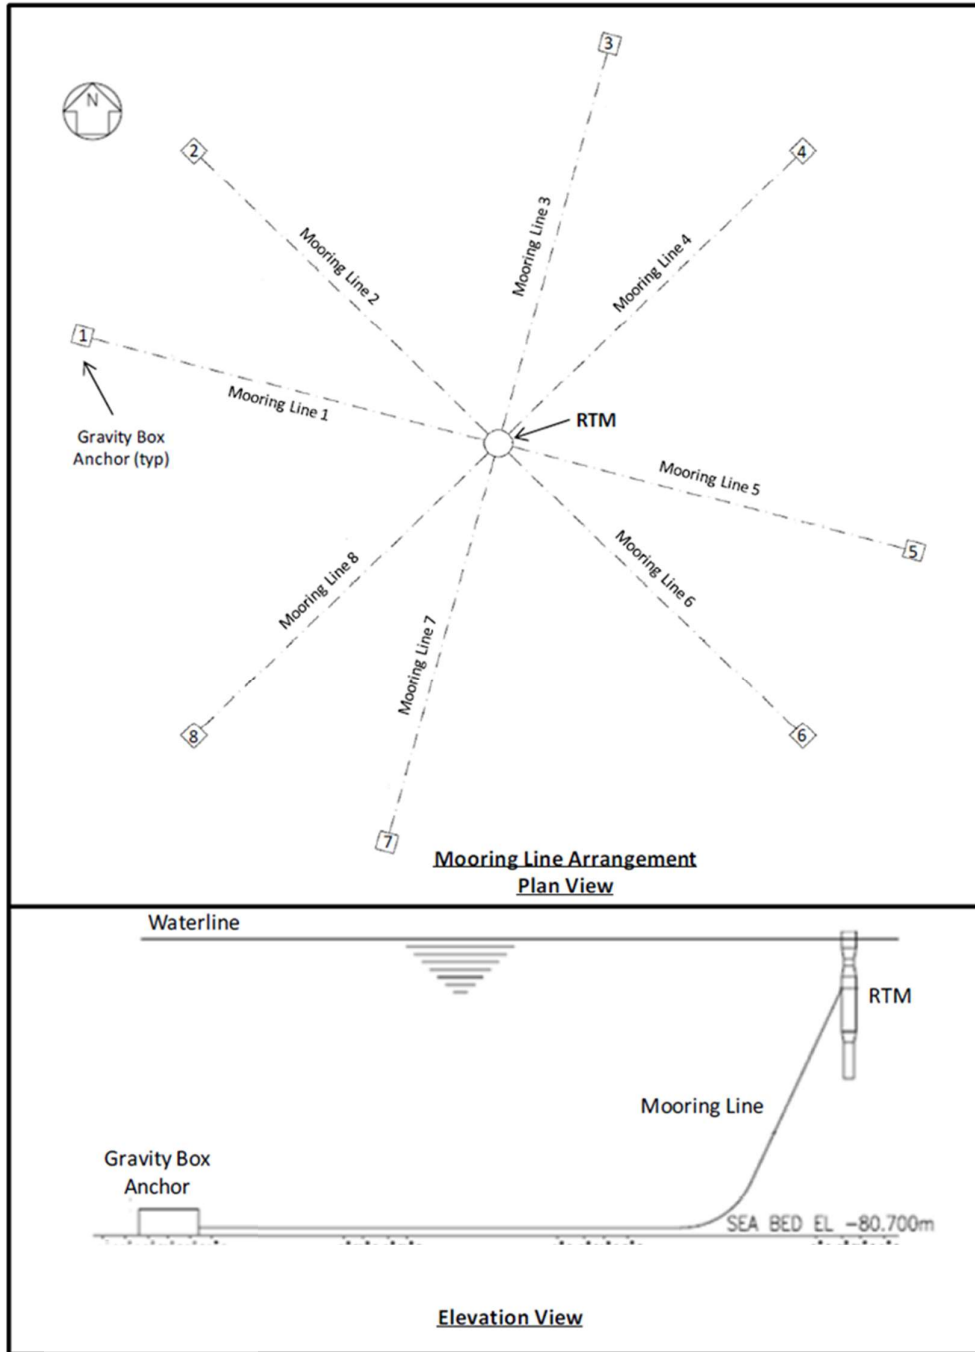 3
N
2
4
Mooring Line 3
Mooring Line 2
Mooring Line 4
1
Mooring Line 1
RTM
Gravity Box
Anchor (typ)
Mooring Line 5
5
Mooring Line 6
Mooring Line 8
Mooring Line 7
8
6
7
Mooring Line Arrangement
Plan View
Waterline
RTM
Mooring Line
Gravity Box
Anchor
SEA BED EL -80.700m
Elevation View